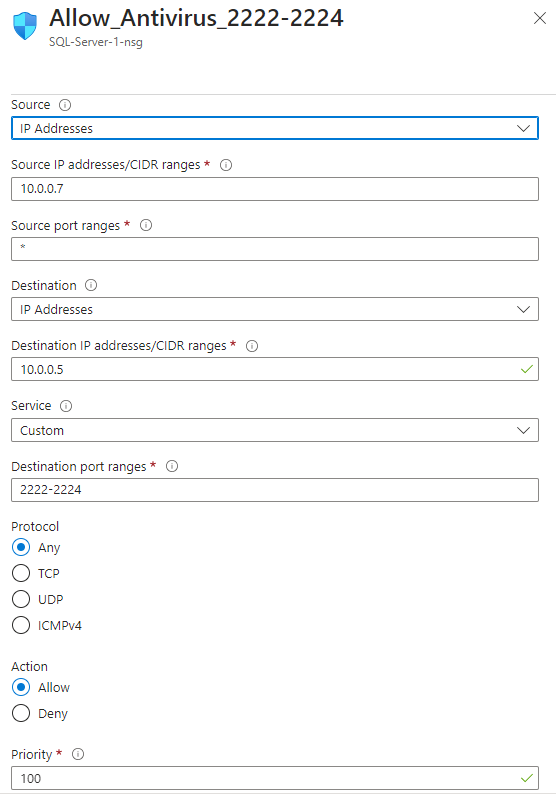 Allow_Antivirus_2222-2224
SQL-Server-1-nsg
Source
IP Addresses
Source IP addresses/CIDR ranges *
10.0.0.7
Source port ranges *
*
Destination
IP Addresses
Destination IP addresses/CIDR ranges *
10.0.0.5
Service
Custom
Destination port ranges *
2222-2224
Protocol
Any
TCP
UDP
ICMPv4
Action
Allow
Deny
Priority *
100